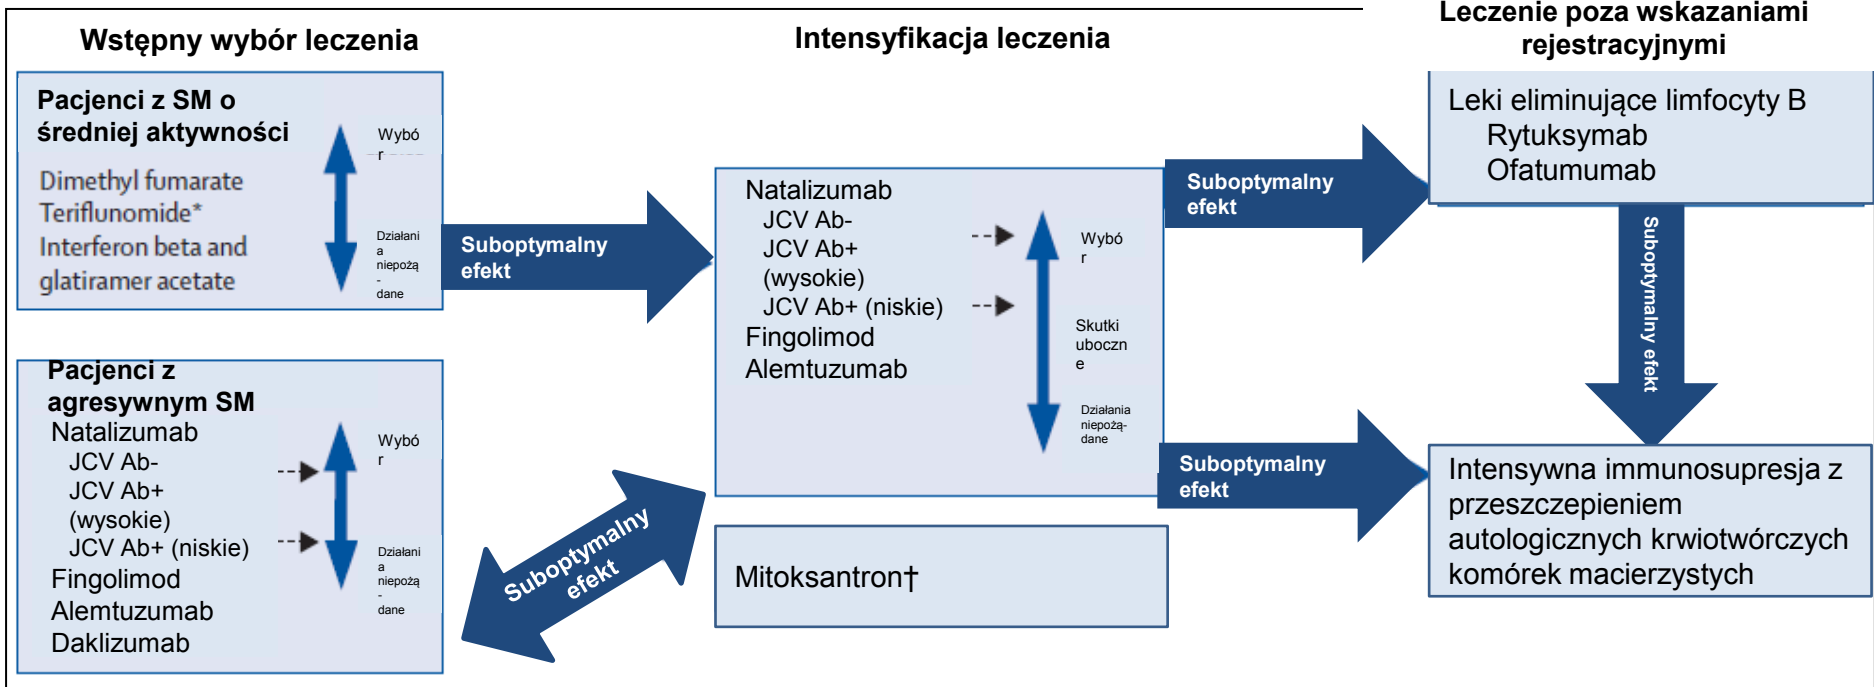 Wstępny wybór leczenia
Pacjenci z SM o
średniej aktywności
Dimethyl fumarate
Teriflunomide*
Interferon beta and
glatiramer acetate
Wybó
r
Działani
a
niepożą
-
dane
Suboptymalny
efekt
Pacjenci z
agresywnym SM
Natalizumab
JCV Ab-
JCV Ab+
(wysokie)
JCV Ab+ (niskie)
Fingolimod
Alemtuzumab
Daklizumab
Wybó
r
Działani
a
niepożą
-
dane
Suboptymalny
efekt
Intensyfikacja leczenia
Natalizumab
JCV Ab-
JCV Ab+
(wysokie)
JCV Ab+ (niskie)
Fingolimod
Alemtuzumab
Wybó
r
Skutki
uboczn
e
Działania
niepożą-
dane
Mitoksantron†
Suboptymalny
efekt
Suboptymalny
efekt
Leczenie poza wskazaniami
rejestracyjnymi
Leki eliminujące limfocyty B
Rytuksymab
Ofatumumab
Suboptymalny efekt
Intensywna immunosupresja z
przeszczepieniem
autologicznych krwiotwórczych
komórek macierzystych